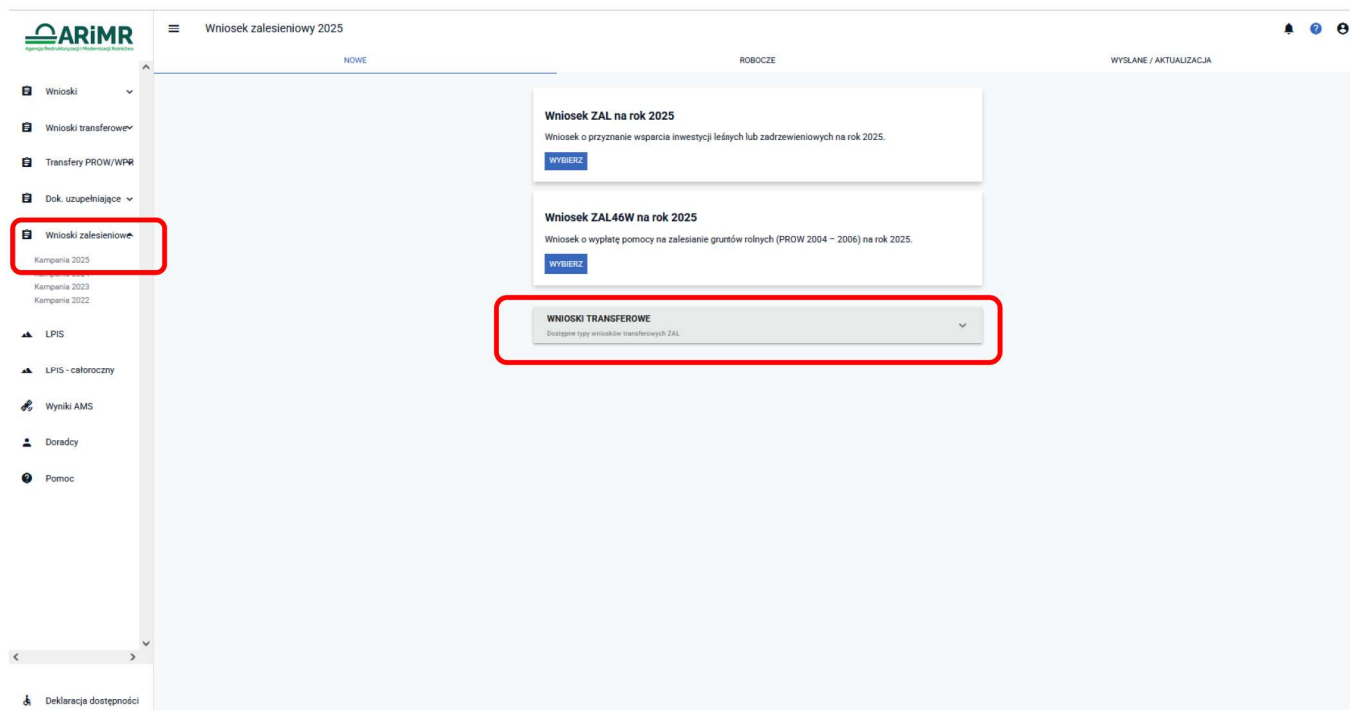 ARiMR
Agencja Restrukturyzacji i Modernizacji Rolnictwa
Wniosek zalesieniowy 2025
NOWE
ROBOCZE
WYSŁANE / AKTUALIZACJA
Wnioski
Wnioski transferowe
Transfery PROW/WPR
Dok. uzupełniające
Wnioski zalesieniowe
Kampania 2025
Kampania 2023
Kampania 2022
LPIS
LPIS - całoroczny
Wyniki AMS
Doradcy
Pomoc
Deklaracja dostępności
Wniosek ZAL na rok 2025
Wniosek o przyznanie wsparcia inwestycji leśnych lub zadrzewieniowych na rok 2025.
WYBIERZ
Wniosek ZAL46W na rok 2025
Wniosek o wypłatę pomocy na zalesianie gruntów rolnych (PROW 2004 – 2006) na rok 2025.
WYBIERZ
WNIOSKI TRANSFEROWE
Dostępne typy wniosków transferowych ZAL